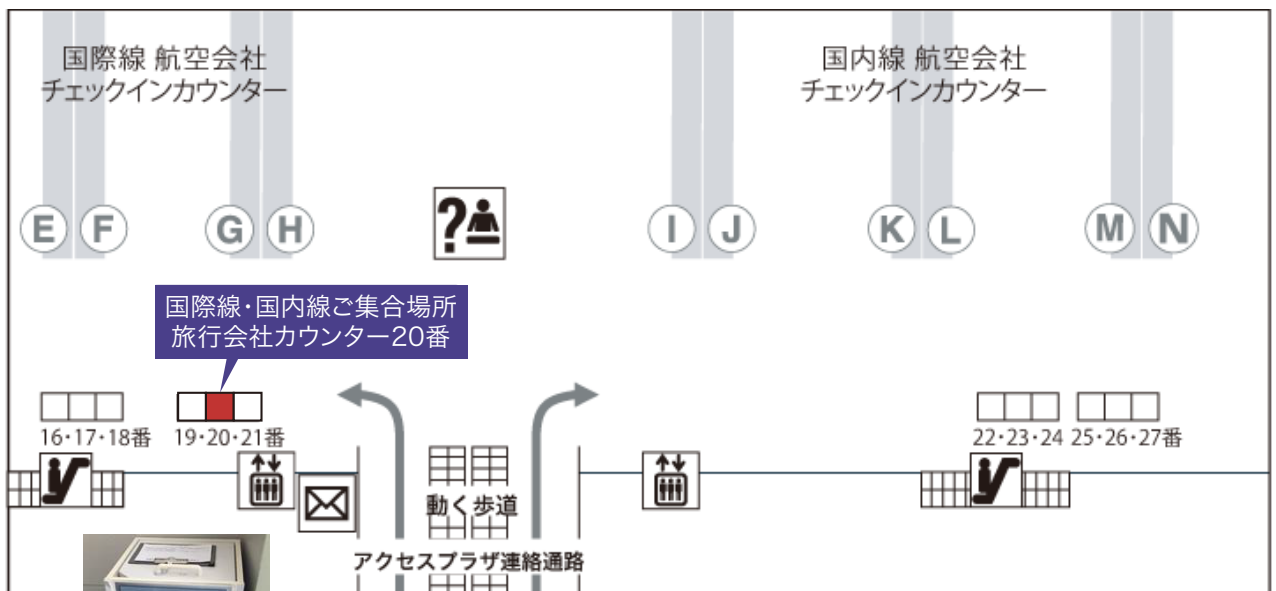 国際線 航空会社
チェックインカウンター
国内線 航空会社
チェックインカウンター
E F G H ? I J K L M N
国際線・国内線ご集合場所
旅行会社カウンター20番
16・17・18番 19・20・21番 22・23・24 25・26・27番
動く歩道
アクセスプラザ連絡通路